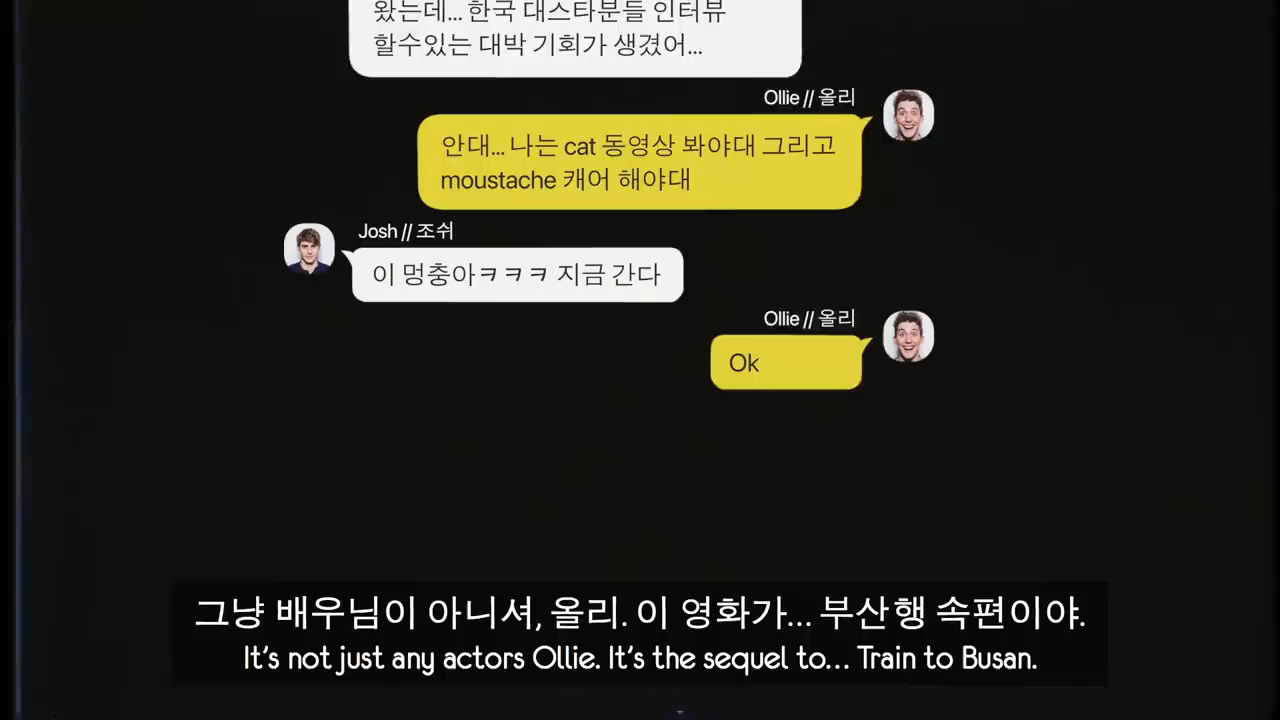 왔는데... 한국 대스타분들 인터뷰
할수있는 대박 기회가 생겼어...
Ollie // 올리
안대... 나는 cat 동영상 봐야대 그리고
moustache 캐어 해야대
Josh // 조쉬
이 멍충아ㅋㅋㅋ 지금 간다
Ollie // 올리
Ok
그냥 배우님이 아니셔, 올리. 이 영화가... 부산행 속편이야.
It's not just any actors Ollie. It's the sequel to... Train to Busan.